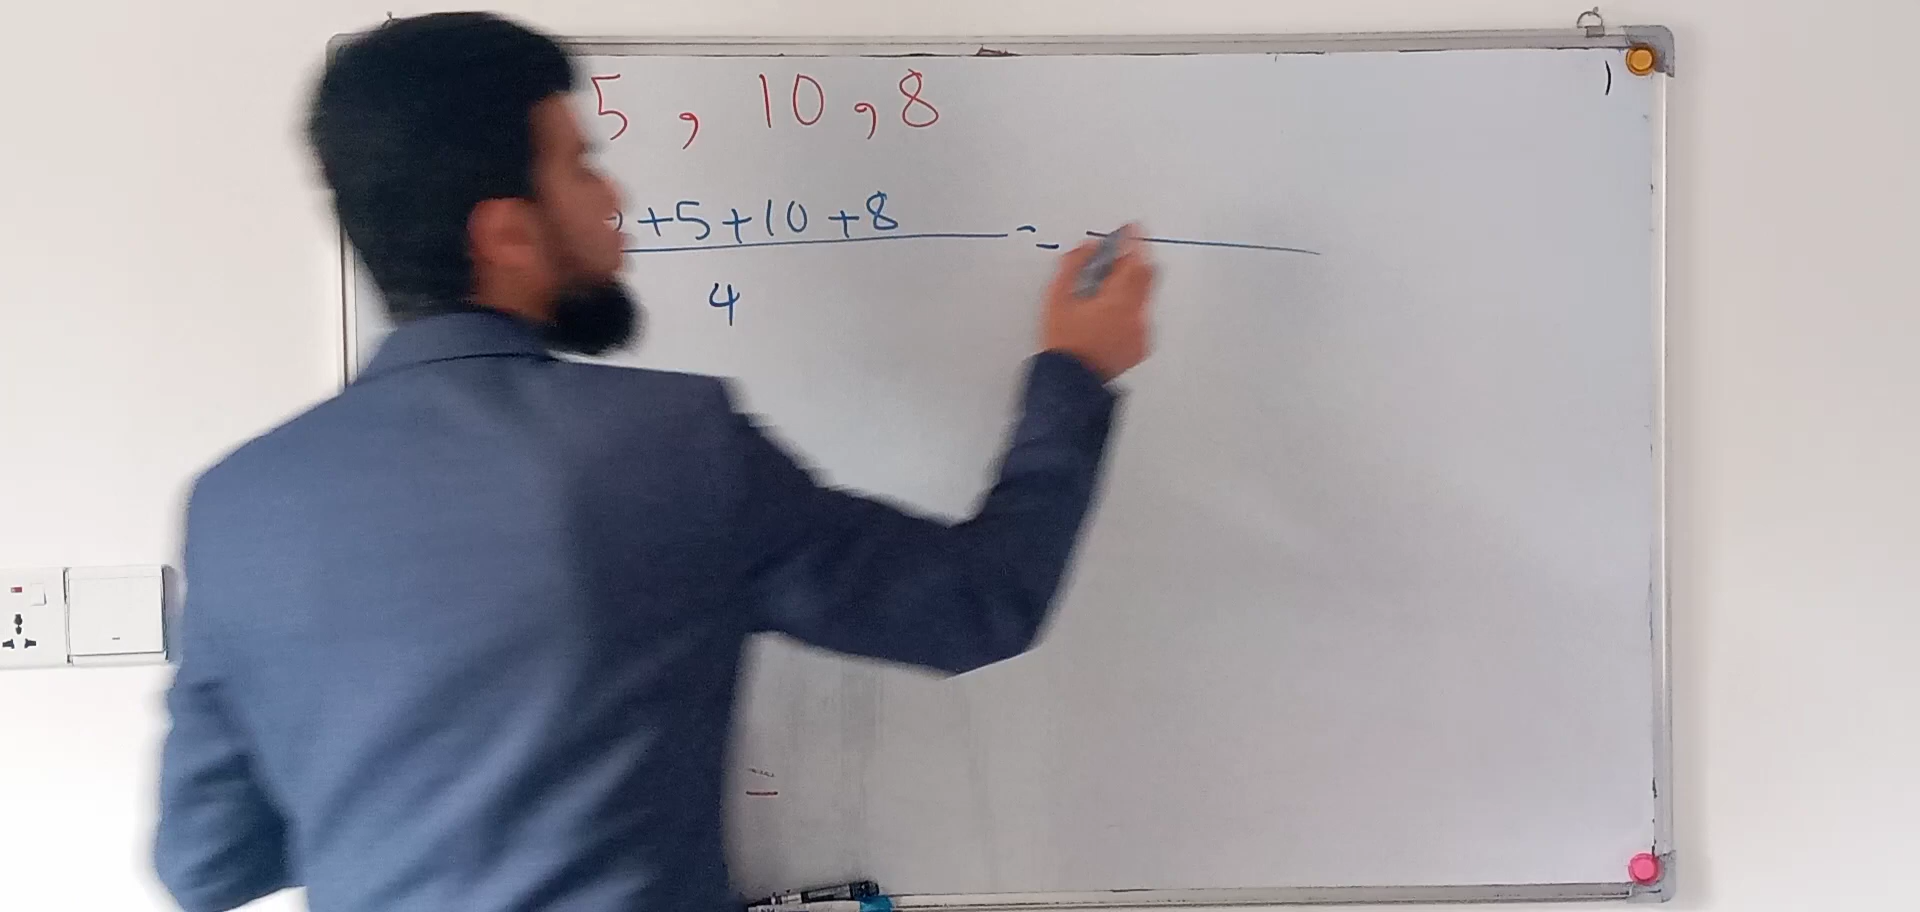 5 , 10 , 8
+5+10+8 =
4